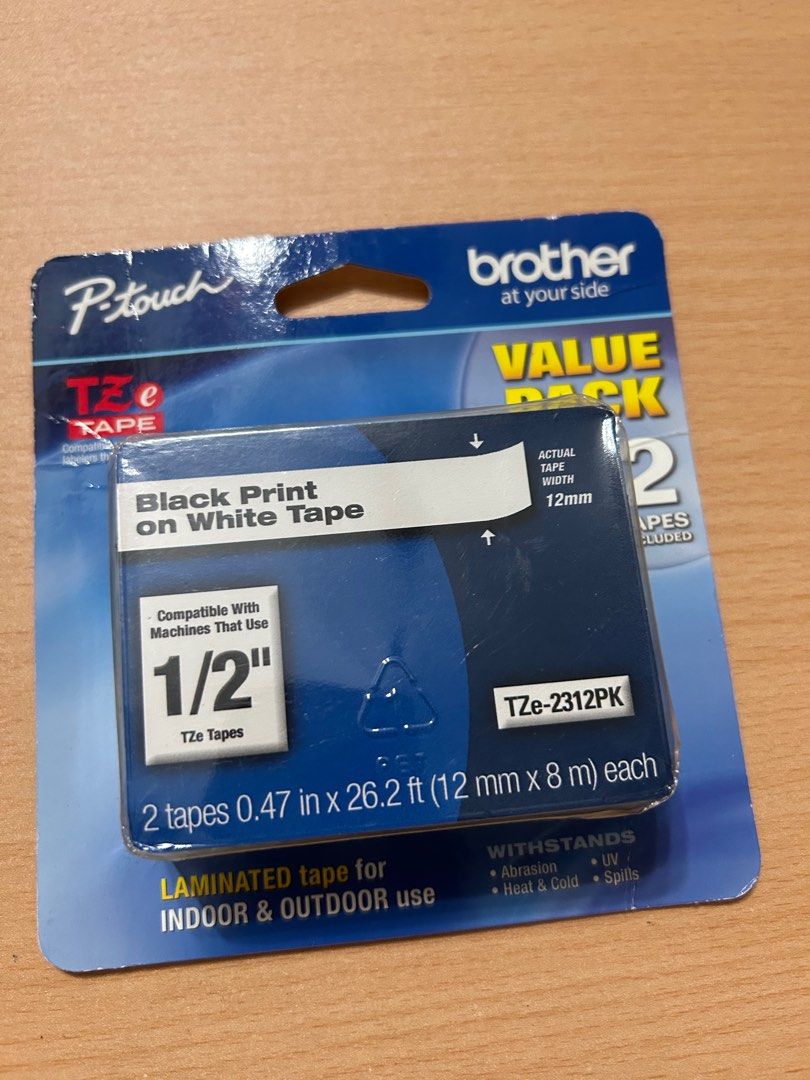 P-touch
brother
at your side
VALUE
PACK
TZe
TAPE
2
Black Print
on White Tape
ACTUAL
TAPE
WIDTH
12mm
Compatible With
Machines That Use
1/2"
TZe Tapes
TZe-2312PK
2 tapes 0.47 in x 26.2 ft (12 mm x 8 m) each
LAMINATED tape for
INDOOR & OUTDOOR use
WITHSTANDS
• Abrasion • UV
• Heat & Cold • Spills